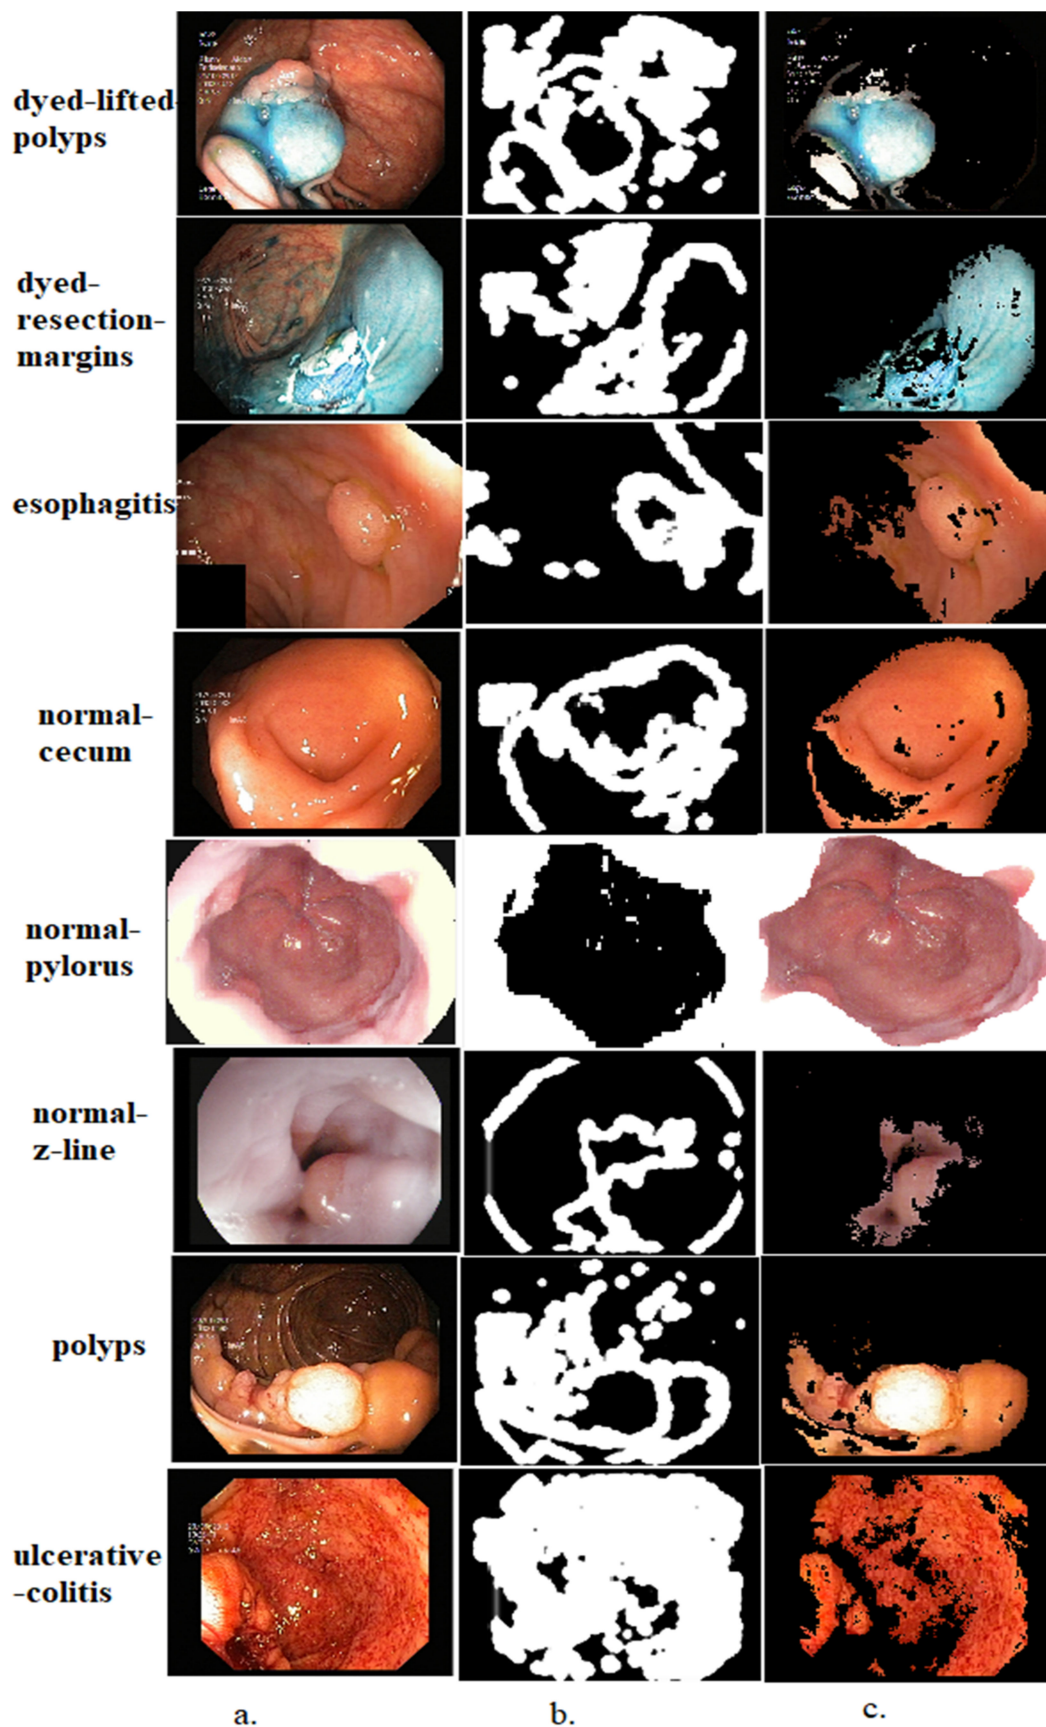 dyed-lifted-
polyps
dyed-
resection-
margins
esophagitis
normal-
cecum
normal-
pylorus
normal-
z-line
polyps
ulcerative
-colitis
a.
b.
c.